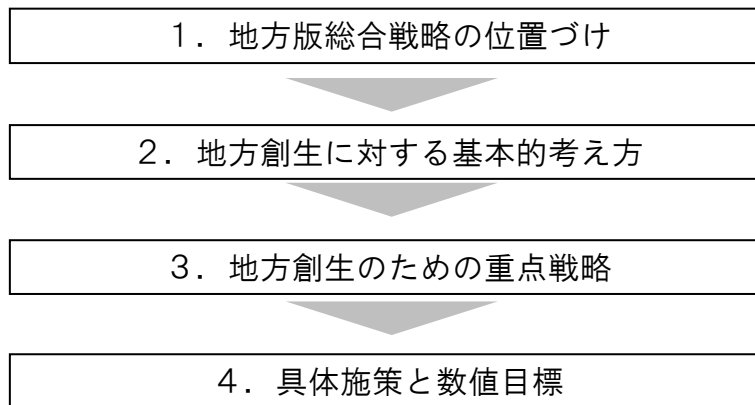 １．地方版総合戦略の位置づけ
２．地方創生に対する基本的考え方
３．地方創生のための重点戦略
４．具体施策と数値目標